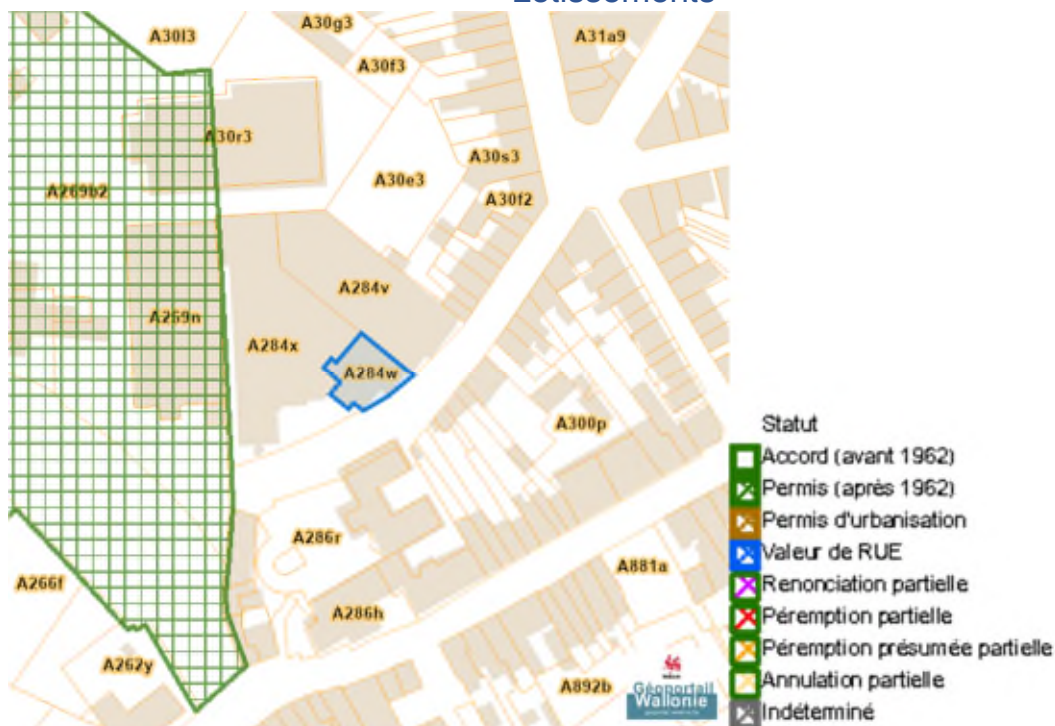 Lotissements
A30l3
A30g3
A31a9
A30f3
A30r3
A30s3
A269b2
A30e3
A30f2
A284v
A269n
A284x
A284w
A300p
Statut
Accord (avant 1962)
Permis (après 1962)
Permis d'urbanisation
Valeur de RUE
Renonciation partielle
Péremption partielle
Péremption présumée partielle
Annulation partielle
Indéterminé
A286r
A881a
A266f
A286h
A262y
A892b
Géoportail
Wallonie